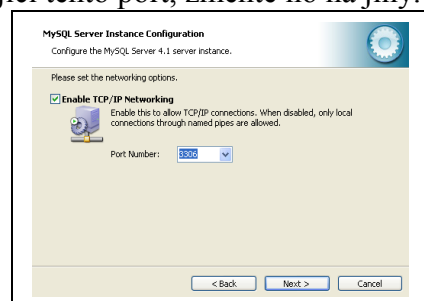 tento port, změňte ho na jiný.
MySQL Server Instance Configuration
Configure the MySQL Server 4.1 server instance.
Please set the networking options.
Enable TCP/IP Networking
Enable this to allow TCP/IP connections. When disabled, only local
connections through named pipes are allowed.
Port Number: 3306
< Back Next > Cancel